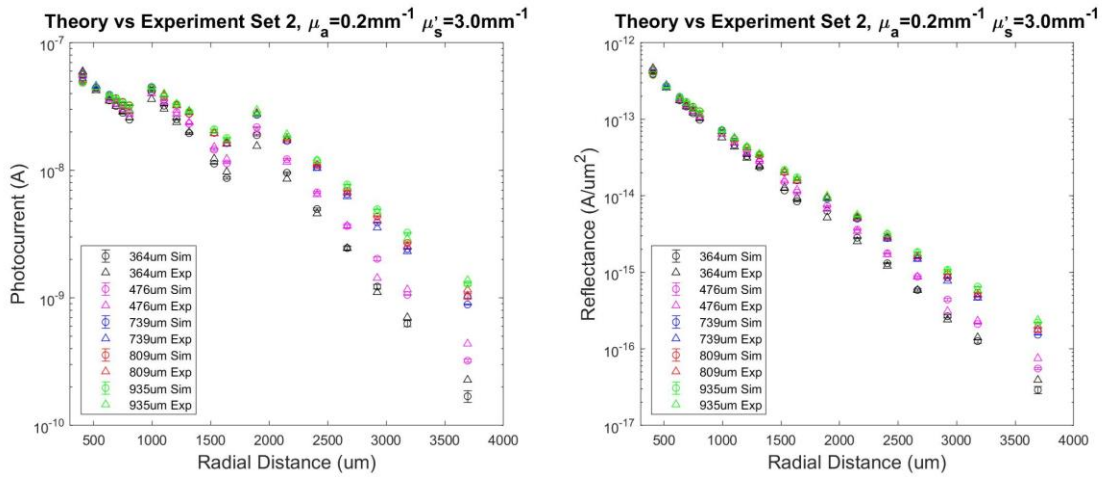 Theory vs Experiment Set 2, μa=0.2mm-1 μs'=3.0mm-1
Photocurrent (A)
10-7
10-8
10-9
10-10
364um Sim
364um Exp
476um Sim
476um Exp
739um Sim
739um Exp
809um Sim
809um Exp
935um Sim
935um Exp
500 1000 1500 2000 2500 3000 3500 4000
Radial Distance (um)
Theory vs Experiment Set 2, μa=0.2mm-1 μs'=3.0mm-1
Reflectance (A/um2)
10-12
10-13
10-14
10-15
10-16
10-17
364um Sim
364um Exp
476um Sim
476um Exp
739um Sim
739um Exp
809um Sim
809um Exp
935um Sim
935um Exp
500 1000 1500 2000 2500 3000 3500 4000
Radial Distance (um)